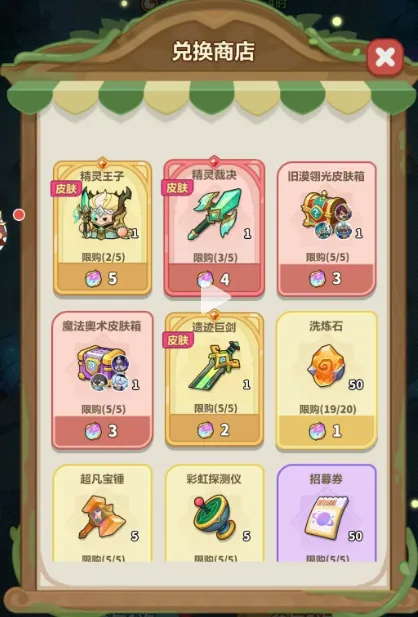 兑换商店
精灵王子
皮肤
1
限购(2/5)
5
精灵裁决
皮肤
1
限购(3/5)
4
旧漠翎光皮肤箱
1
限购(5/5)
3
魔法奥术皮肤箱
1
限购(5/5)
3
遗迹巨剑
皮肤
1
限购(5/5)
2
洗炼石
50
限购(19/20)
1
超凡宝锤
5
限购(5/5)
彩虹探测仪
5
限购(5/5)
招募券
50
限购(5/5)